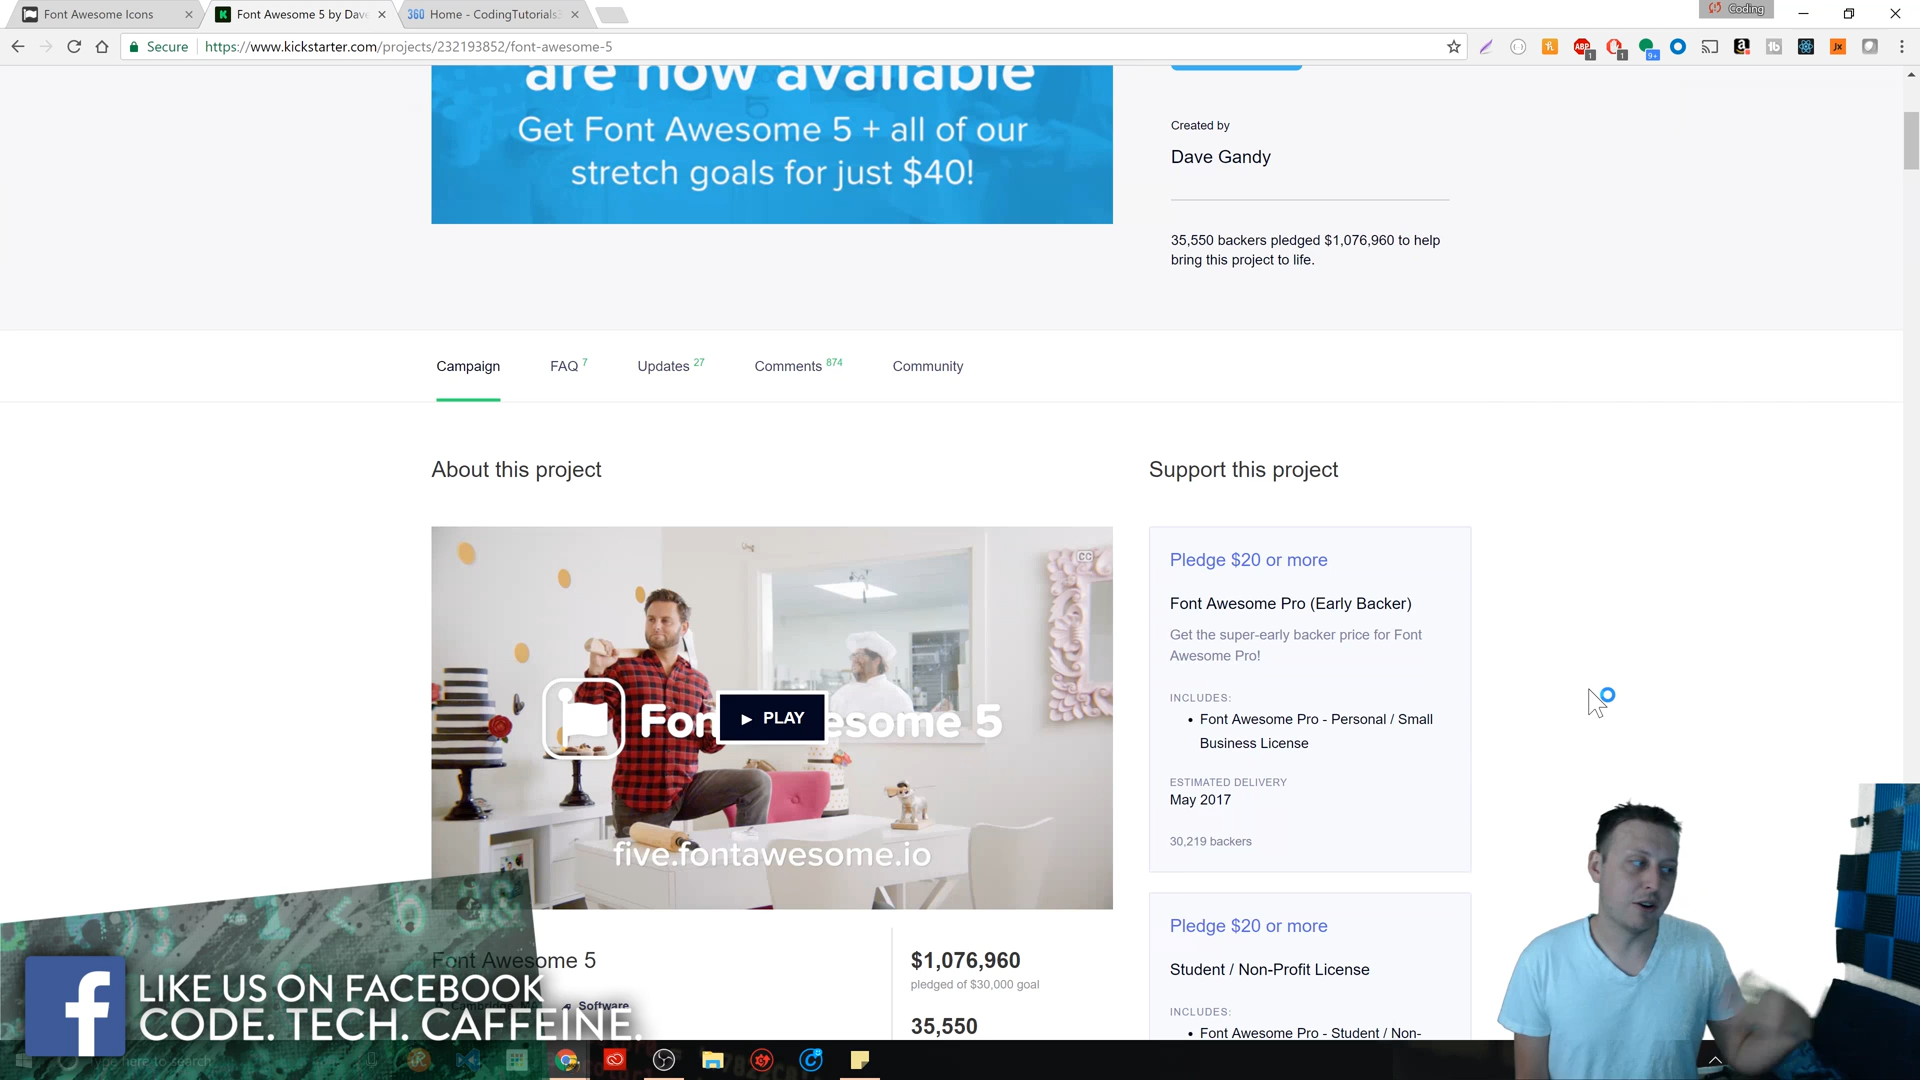 Font Awesome Icons
Font Awesome 5 by Dave
Home - CodingTutorials
Coding
Secure
https://www.kickstarter.com/projects/232193852/font-awesome-5
are now available
Get Font Awesome 5 + all of our
stretch goals for just $40!
Created by
Dave Gandy
35,550 backers pledged $1,076,960 to help
bring this project to life.
Campaign
FAQ 7
Updates 27
Comments 874
Community
About this project
Support this project
CC
PLAY
five.fontawesome.io
Pledge $20 or more
Font Awesome Pro (Early Backer)
Get the super-early backer price for Font
Awesome Pro!
INCLUDES:
• Font Awesome Pro - Personal / Small
Business License
ESTIMATED DELIVERY
May 2017
30,219 backers
Pledge $20 or more
Student / Non-Profit License
INCLUDES:
• Font Awesome Pro - Student / Non-
Font Awesome 5
Software
$1,076,960
pledged of $30,000 goal
35,550
LIKE US ON FACEBOOK
CODE. TECH. CAFFEINE.